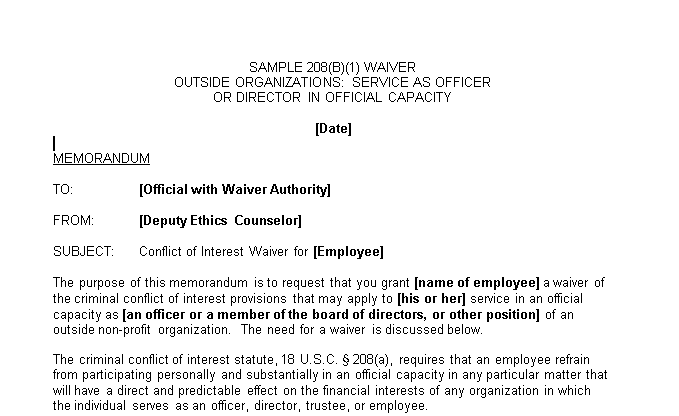 SAMPLE 208(B)(1) WAIVER
OUTSIDE ORGANIZATIONS: SERVICE AS OFFICER
OR DIRECTOR IN OFFICIAL CAPACITY
[Date]
MEMORANDUM
TO: [Official with Waiver Authority]
FROM: [Deputy Ethics Counselor]
SUBJECT: Conflict of Interest Waiver for [Employee]
The purpose of this memorandum is to request that you grant [name of employee] a waiver of
the criminal conflict of interest provisions that may apply to [his or her] service in an official
capacity as [an officer or a member of the board of directors, or other position] of an
outside non-profit organization. The need for a waiver is discussed below.
The criminal conflict of interest statute, 18 U.S.C. § 208(a), requires that an employee refrain
from participating personally and substantially in an official capacity in any particular matter that
will have a direct and predictable effect on the financial interests of any organization in which
the individual serves as an officer, director, trustee, or employee.